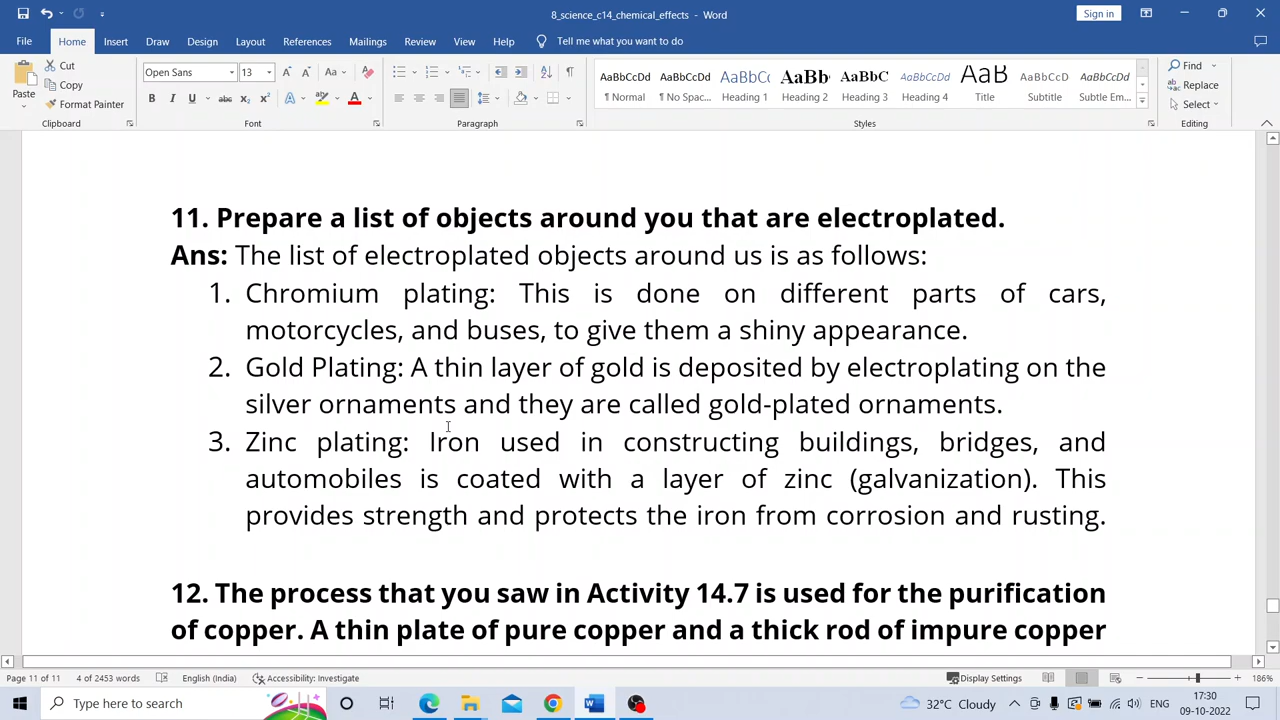 8_science_c14_chemical_effects - Word
Sign in
File Home Insert Draw Design Layout References Mailings Review View Help Tell me what you want to do
Paste
Cut
Copy
Format Painter
Clipboard
Open Sans 13
Font
Paragraph
AaBbCcDd AaBbCcDd AaBbCc AaBb AaBbC AaBbCcDd AaB AaBbCcDd AaBbCcDd
¶ Normal ¶ No Spac... Heading 1 Heading 2 Heading 3 Heading 4 Title Subtitle Subtle Em...
Styles
Find
Replace
Select
Editing
11. Prepare a list of objects around you that are electroplated.
Ans: The list of electroplated objects around us is as follows:
1. Chromium plating: This is done on different parts of cars,
motorcycles, and buses, to give them a shiny appearance.
2. Gold Plating: A thin layer of gold is deposited by electroplating on the
silver ornaments and they are called gold-plated ornaments.
3. Zinc plating: Iron used in constructing buildings, bridges, and
automobiles is coated with a layer of zinc (galvanization). This
provides strength and protects the iron from corrosion and rusting.
12. The process that you saw in Activity 14.7 is used for the purification
of copper. A thin plate of pure copper and a thick rod of impure copper
Page 11 of 11 4 of 2453 words English (India) Accessibility: Investigate Display Settings 186%
Type here to search
32°C Cloudy
ENG
17:30
09-10-2022